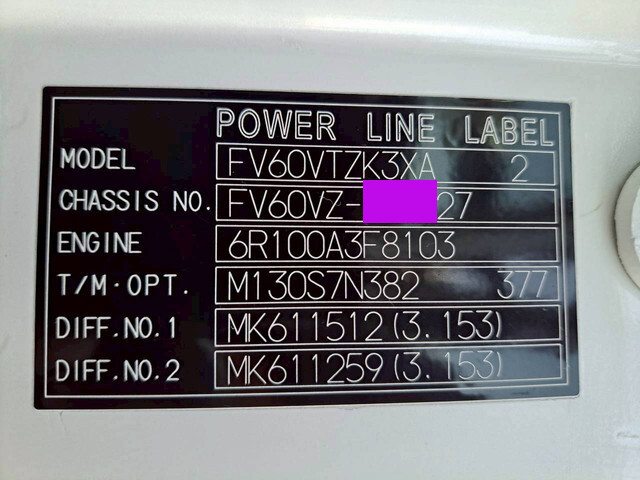 POWER LINE LABEL
MODEL FV60VTZK3XA 2
CHASSIS NO. FV60VZ- 27
ENGINE 6R100A3F8103
T/M·OPT. M130S7N382 377
DIFF.NO.1 MK611512(3.153)
DIFF.NO.2 MK611259(3.153)